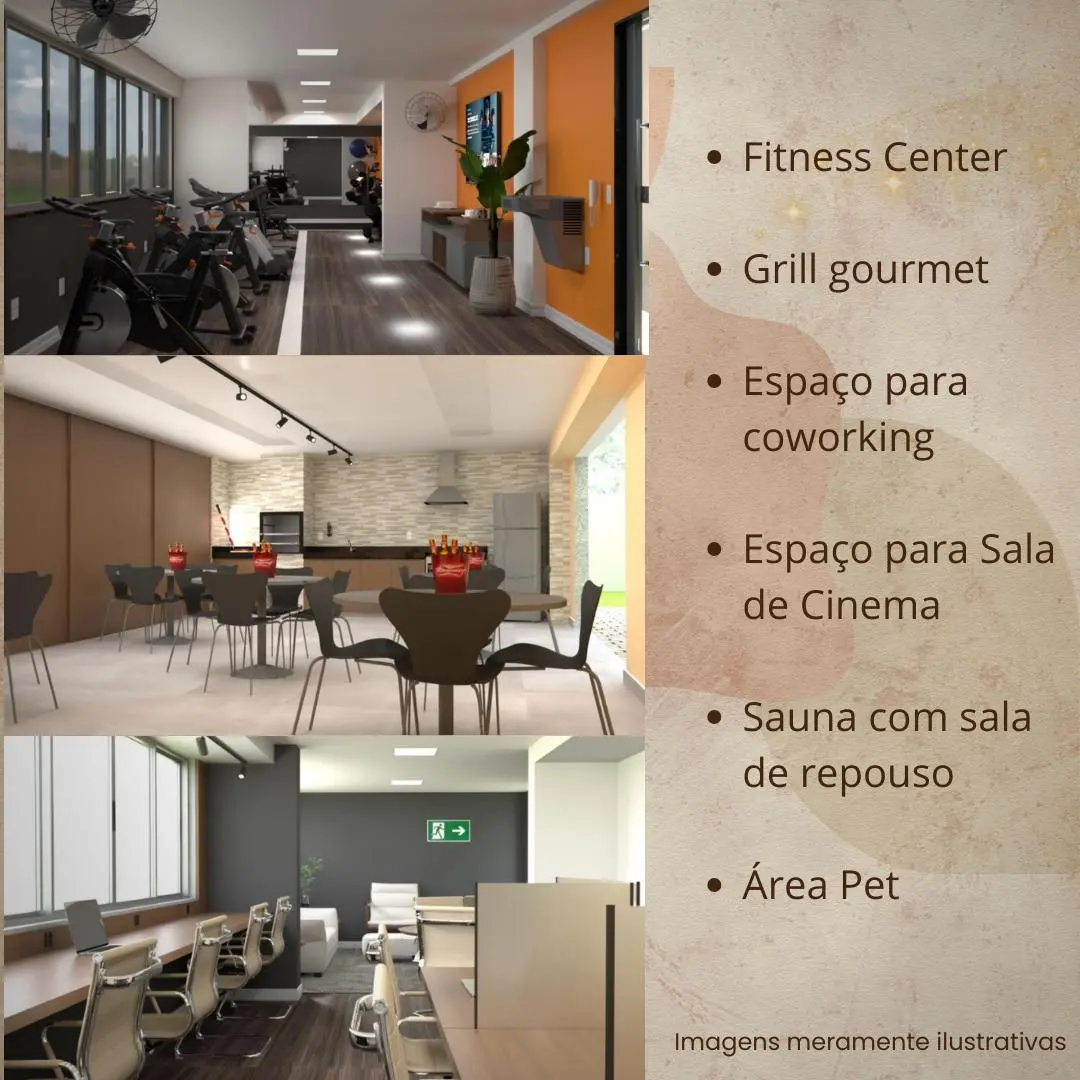 • Fitness Center
• Grill gourmet
• Espaço para
coworking
• Espaço para Sala
de Cinema
• Sauna com sala
de repouso
• Área Pet
Imagens meramente ilustrativas